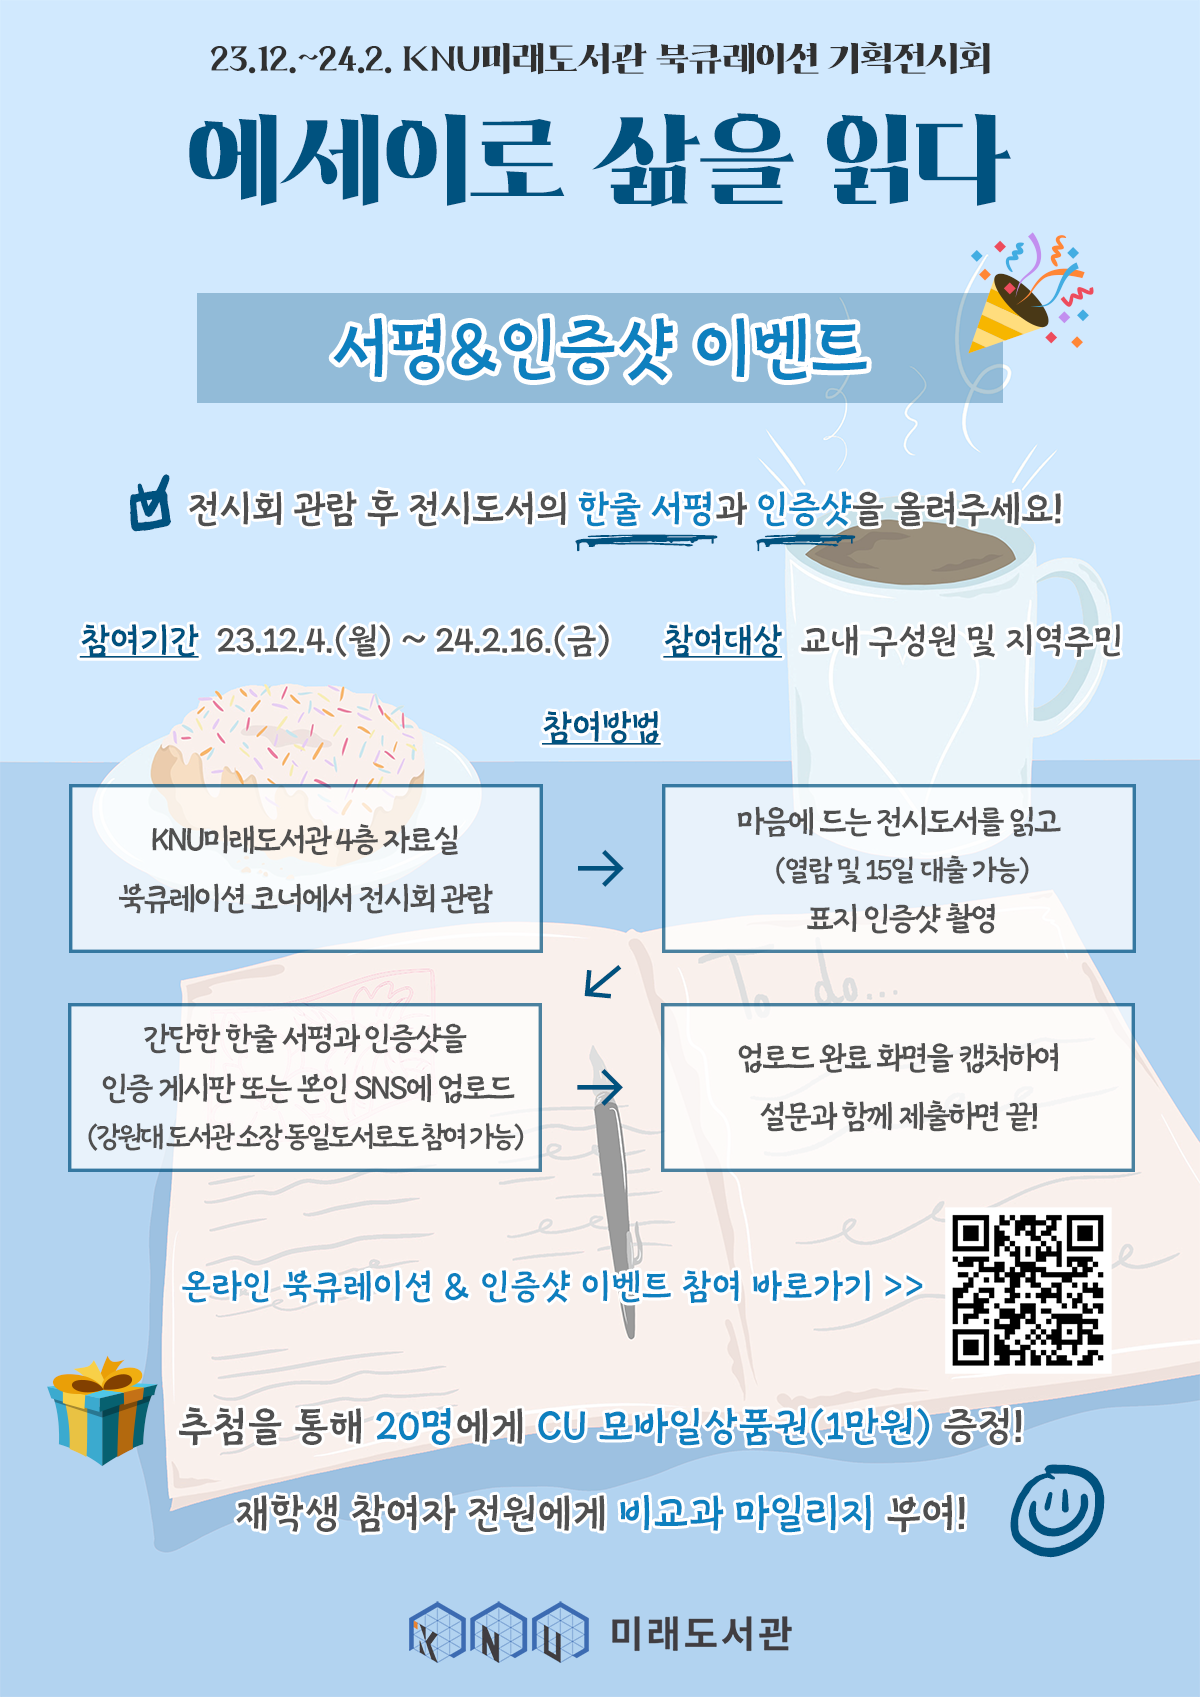 23.12.~24.2. KNU미래도서관 북큐레이션 기획전시회
에세이로 삶을 읽다
서평&인증샷 이벤트
전시회 관람 후 전시도서의 한줄 서평과 인증샷을 올려주세요!
참여기간 23.12.4.(월) ~ 24.2.16.(금)
참여대상 교내 구성원 및 지역주민
참여방법
KNU미래도서관 4층 자료실
북큐레이션 코너에서 전시회 관람
→
마음에 드는 전시도서를 읽고
(열람 및 15일 대출 가능)
표지 인증샷 촬영
To do...
간단한 한줄 서평과 인증샷을
인증 게시판 또는 본인 SNS에 업로드
(강원대 도서관 소장 동일도서로도 참여 가능)
→
업로드 완료 화면을 캡처하여
설문과 함께 제출하면 끝!
온라인 북큐레이션 & 인증샷 이벤트 참여 바로가기 >>
추첨을 통해 20명에게 CU 모바일상품권(1만원) 증정!
재학생 참여자 전원에게 비교과 마일리지 부여!
KNU 미래도서관